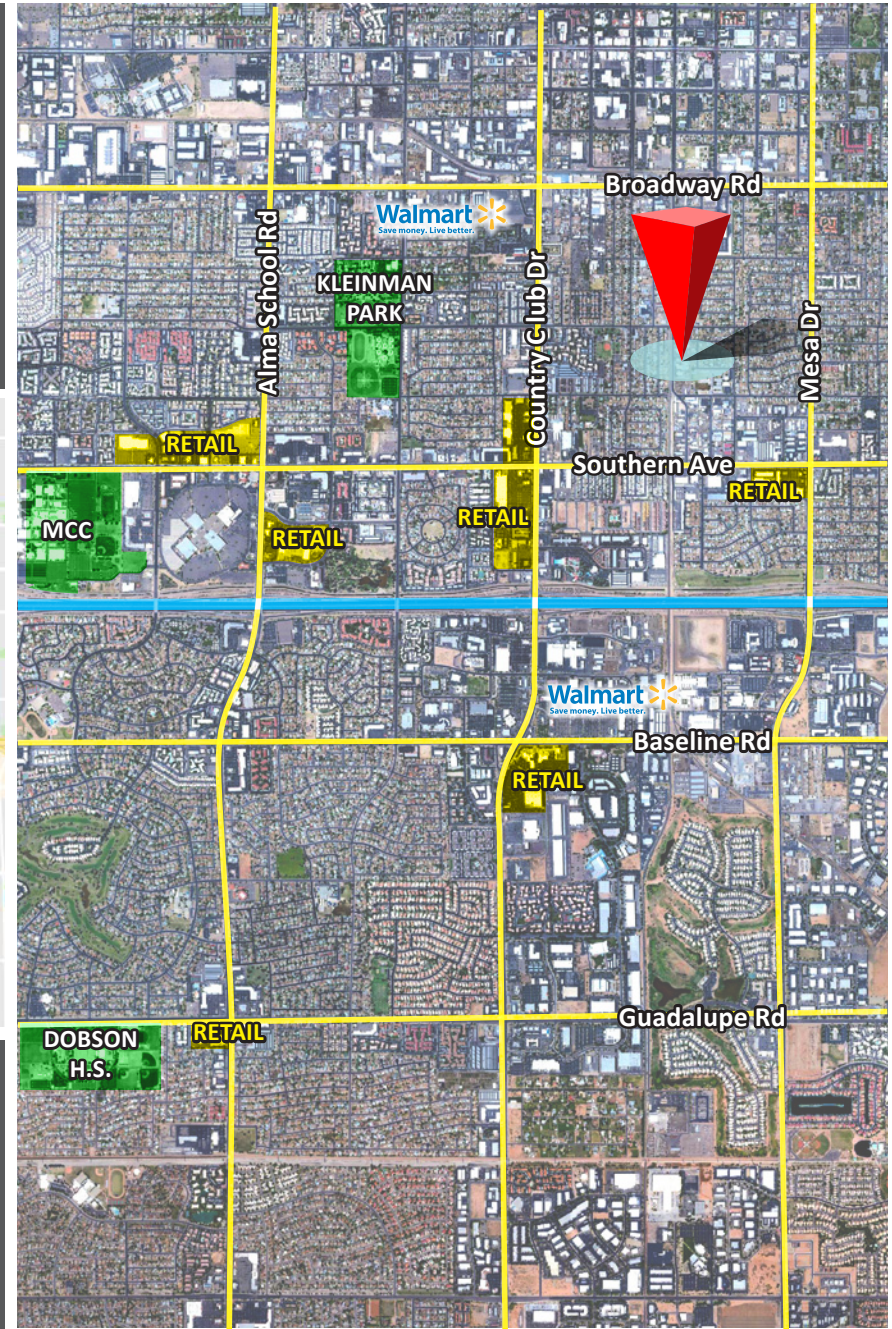 Broadway Rd
Walmart
Save money. Live better.
Alma School Rd
KLEINMAN
PARK
Country Club Dr
Mesa Dr
RETAIL
Southern Ave
RETAIL
MCC
RETAIL
RETAIL
Walmart
Save money. Live better.
Baseline Rd
RETAIL
Guadalupe Rd
DOBSON
H.S.
RETAIL